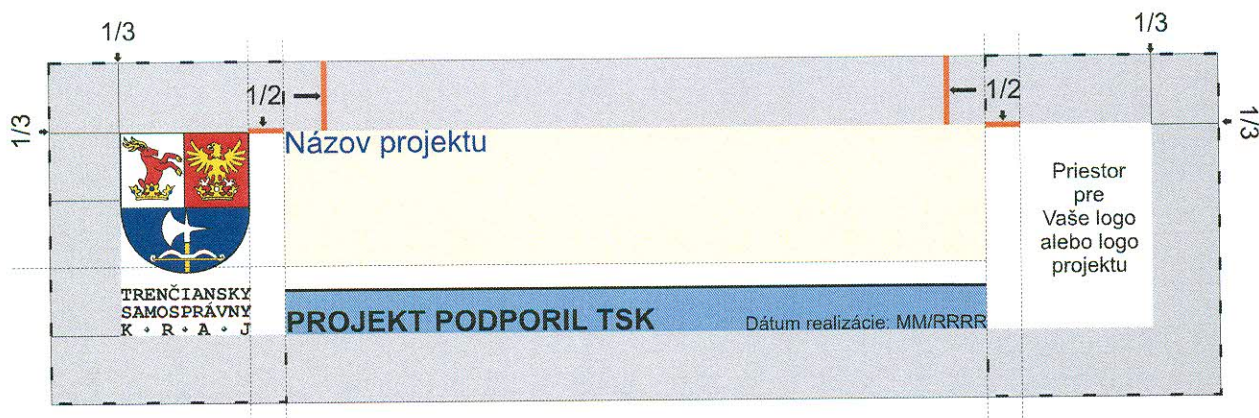 1/3
1/3
1/2
1/2
1/3
1/3
Názov projektu
Priestor
pre
Vaše logo
alebo logo
projektu
TRENČIANSKY
SAMOSPRÁVNY
K · R · A · J
PROJEKT PODPORIL TSK
Dátum realizácie: MM/RRRR